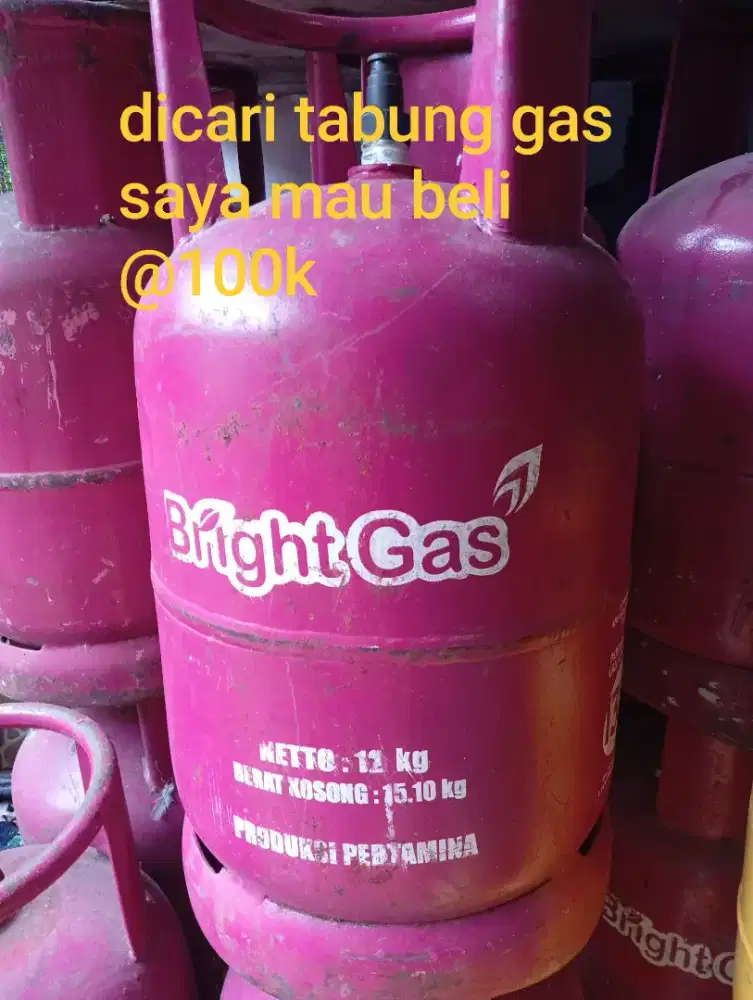 dicari tabung gas
saya mau beli
@100k
Bright Gas
NETTO : 12 kg
BERAT KOSONG : 15.10 kg
PRODUKSI PERTAMINA
Bright G